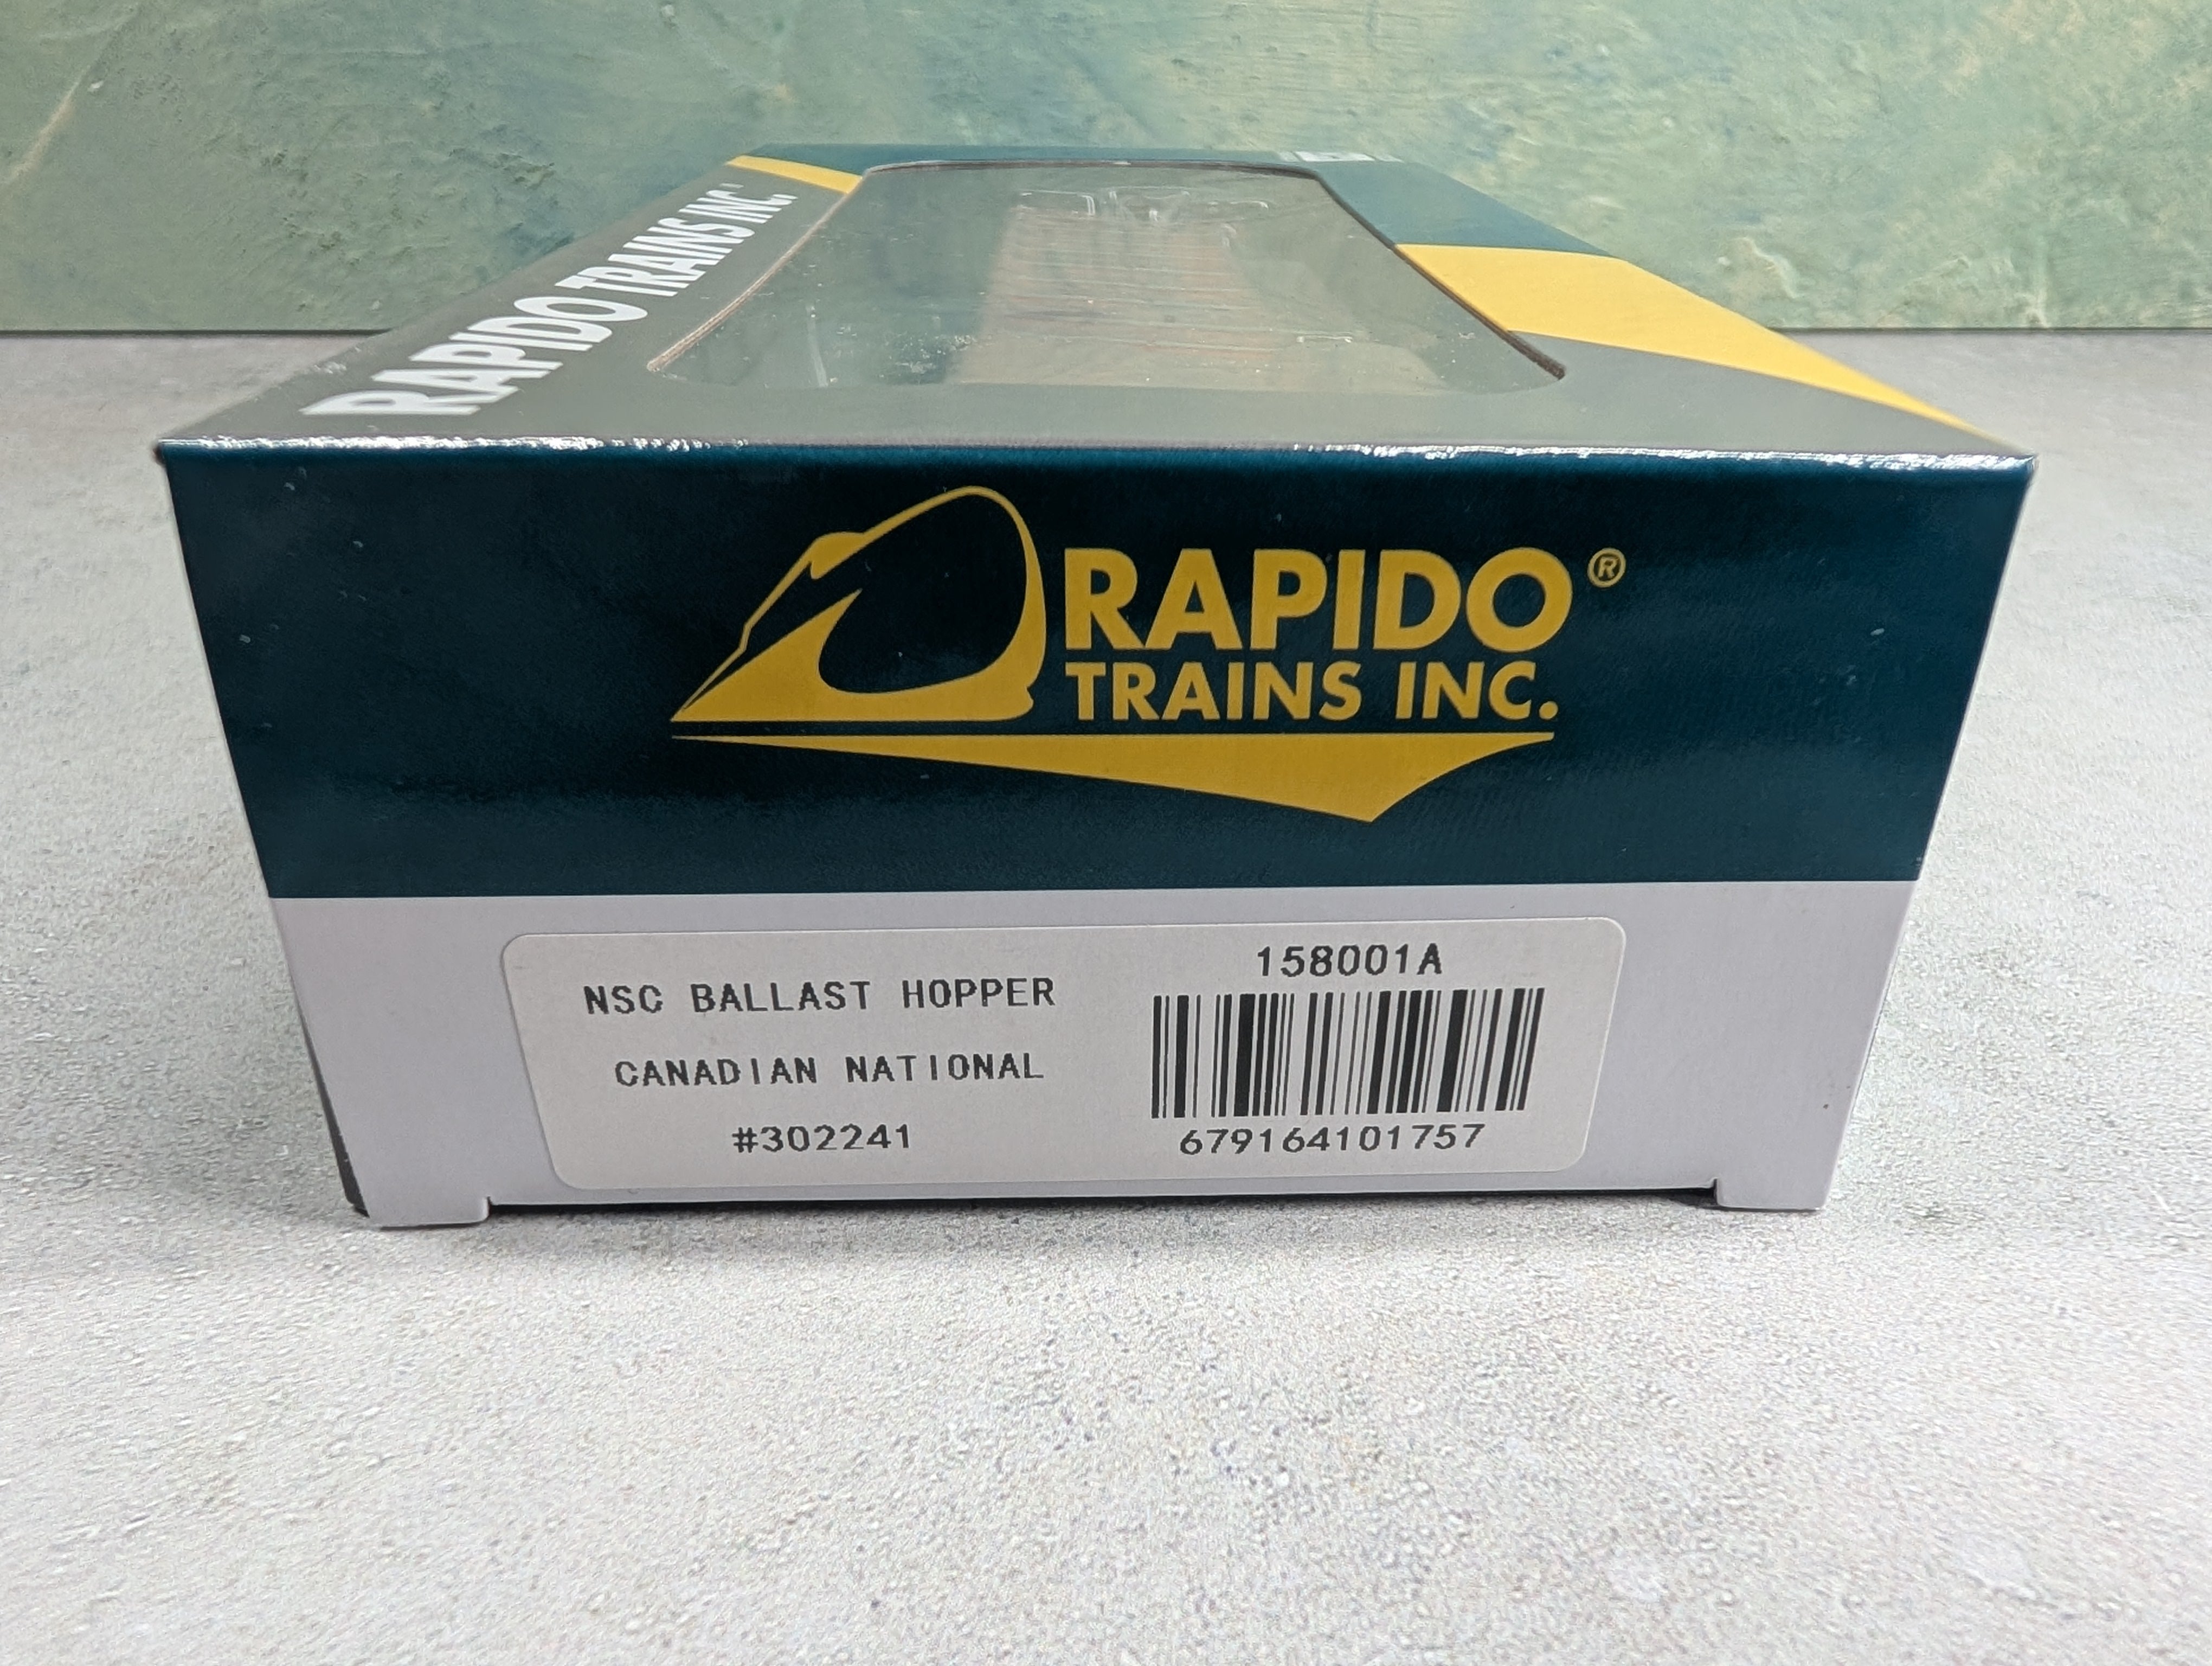 RAPIDO TRAINS INC.
RAPIDO®
TRAINS INC.
NSC BALLAST HOPPER
CANADIAN NATIONAL
#302241
158001A
679164101757